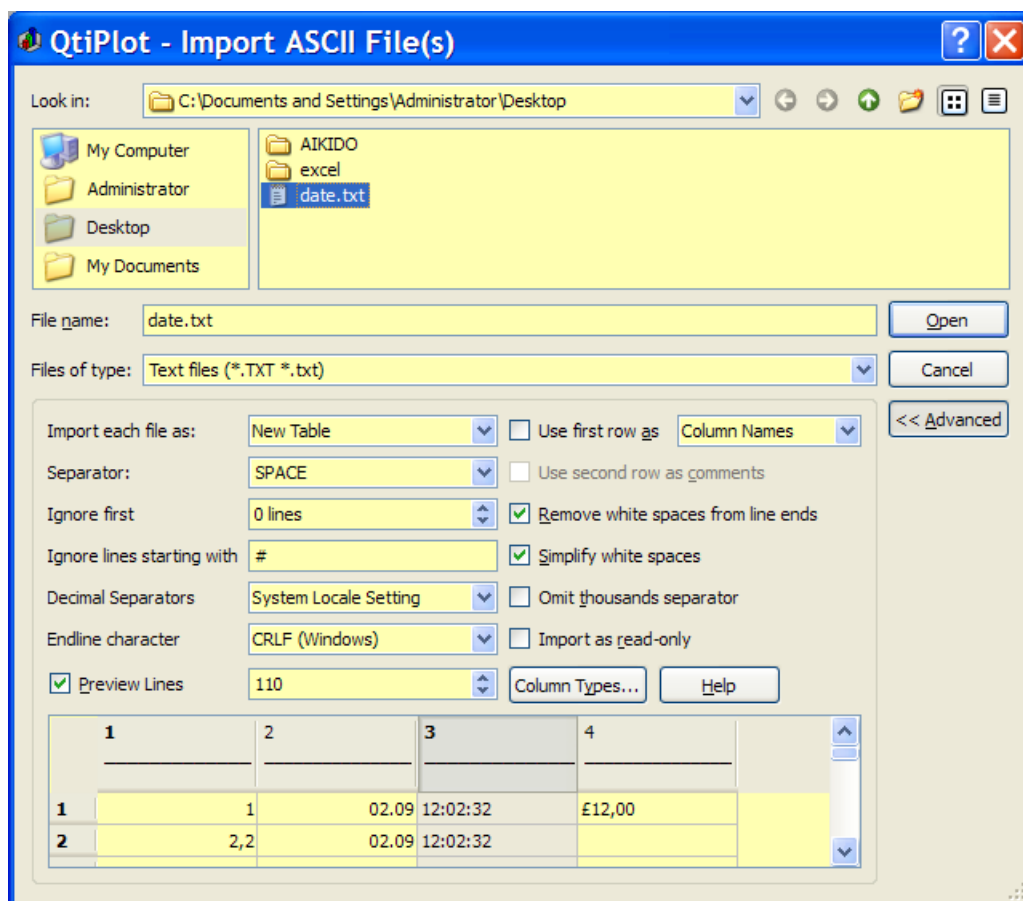 QtiPlot - Import ASCII File(s)
Look in: C:\Documents and Settings\Administrator\Desktop
My Computer
Administrator
Desktop
My Documents
AIKIDO
excel
date.txt
File name: date.txt Open
Files of type: Text files (*.TXT *.txt) Cancel
<< Advanced
Import each file as: New Table Use first row as Column Names
Separator: SPACE Use second row as comments
Ignore first 0 lines Remove white spaces from line ends
Ignore lines starting with # Simplify white spaces
Decimal Separators System Locale Setting Omit thousands separator
Endline character CRLF (Windows) Import as read-only
Preview Lines 110 Column Types... Help
1 2 3 4
1 1 02.09 12:02:32 £12,00
2 2,2 02.09 12:02:32